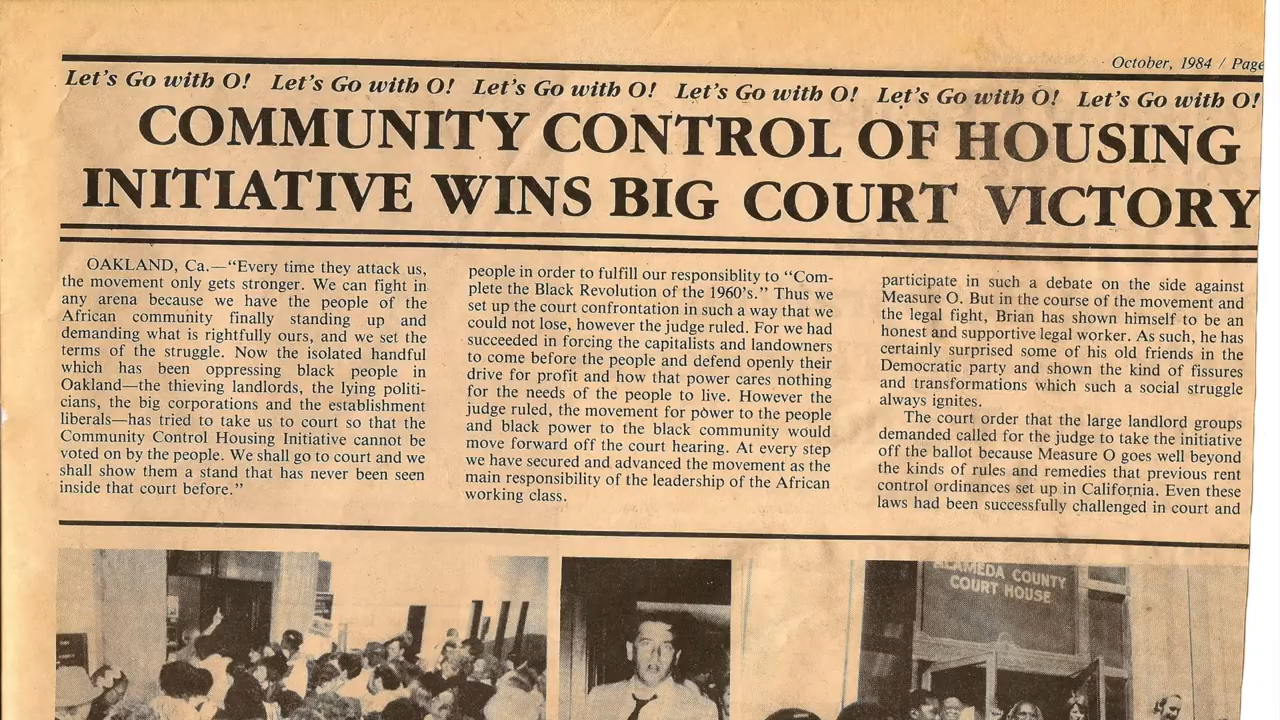 October, 1984 / Page
Let's Go with O! Let's Go with O! Let's Go with O! Let's Go with O! Let's Go with O! Let's Go with O!
COMMUNITY CONTROL OF HOUSING
INITIATIVE WINS BIG COURT VICTORY
OAKLAND, Ca.—“Every time they attack us,
the movement only gets stronger. We can fight in
any arena because we have the people of the
African community finally standing up and
demanding what is rightfully ours, and we set the
terms of the struggle. Now the isolated handful
which has been oppressing black people in
Oakland—the thieving landlords, the lying politi-
cians, the big corporations and the establishment
liberals—has tried to take us to court so that the
Community Control Housing Initiative cannot be
voted on by the people. We shall go to court and we
shall show them a stand that has never been seen
inside that court before.”
people in order to fulfill our responsiblity to “Com-
plete the Black Revolution of the 1960’s.” Thus we
set up the court confrontation in such a way that we
could not lose, however the judge ruled. For we had
succeeded in forcing the capitalists and landowners
to come before the people and defend openly their
drive for profit and how that power cares nothing
for the needs of the people to live. However the
judge ruled, the movement for power to the people
and black power to the black community would
move forward off the court hearing. At every step
we have secured and advanced the movement as the
main responsibility of the leadership of the African
working class.
participate in such a debate on the side against
Measure O. But in the course of the movement and
the legal fight, Brian has shown himself to be an
honest and supportive legal worker. As such, he has
certainly surprised some of his old friends in the
Democratic party and shown the kind of fissures
and transformations which such a social struggle
always ignites.
The court order that the large landlord groups
demanded called for the judge to take the initiative
off the ballot because Measure O goes well beyond
the kinds of rules and remedies that previous rent
control ordinances set up in California. Even these
laws had been successfully challenged in court and
ALAMEDA COUNTY
COURT HOUSE